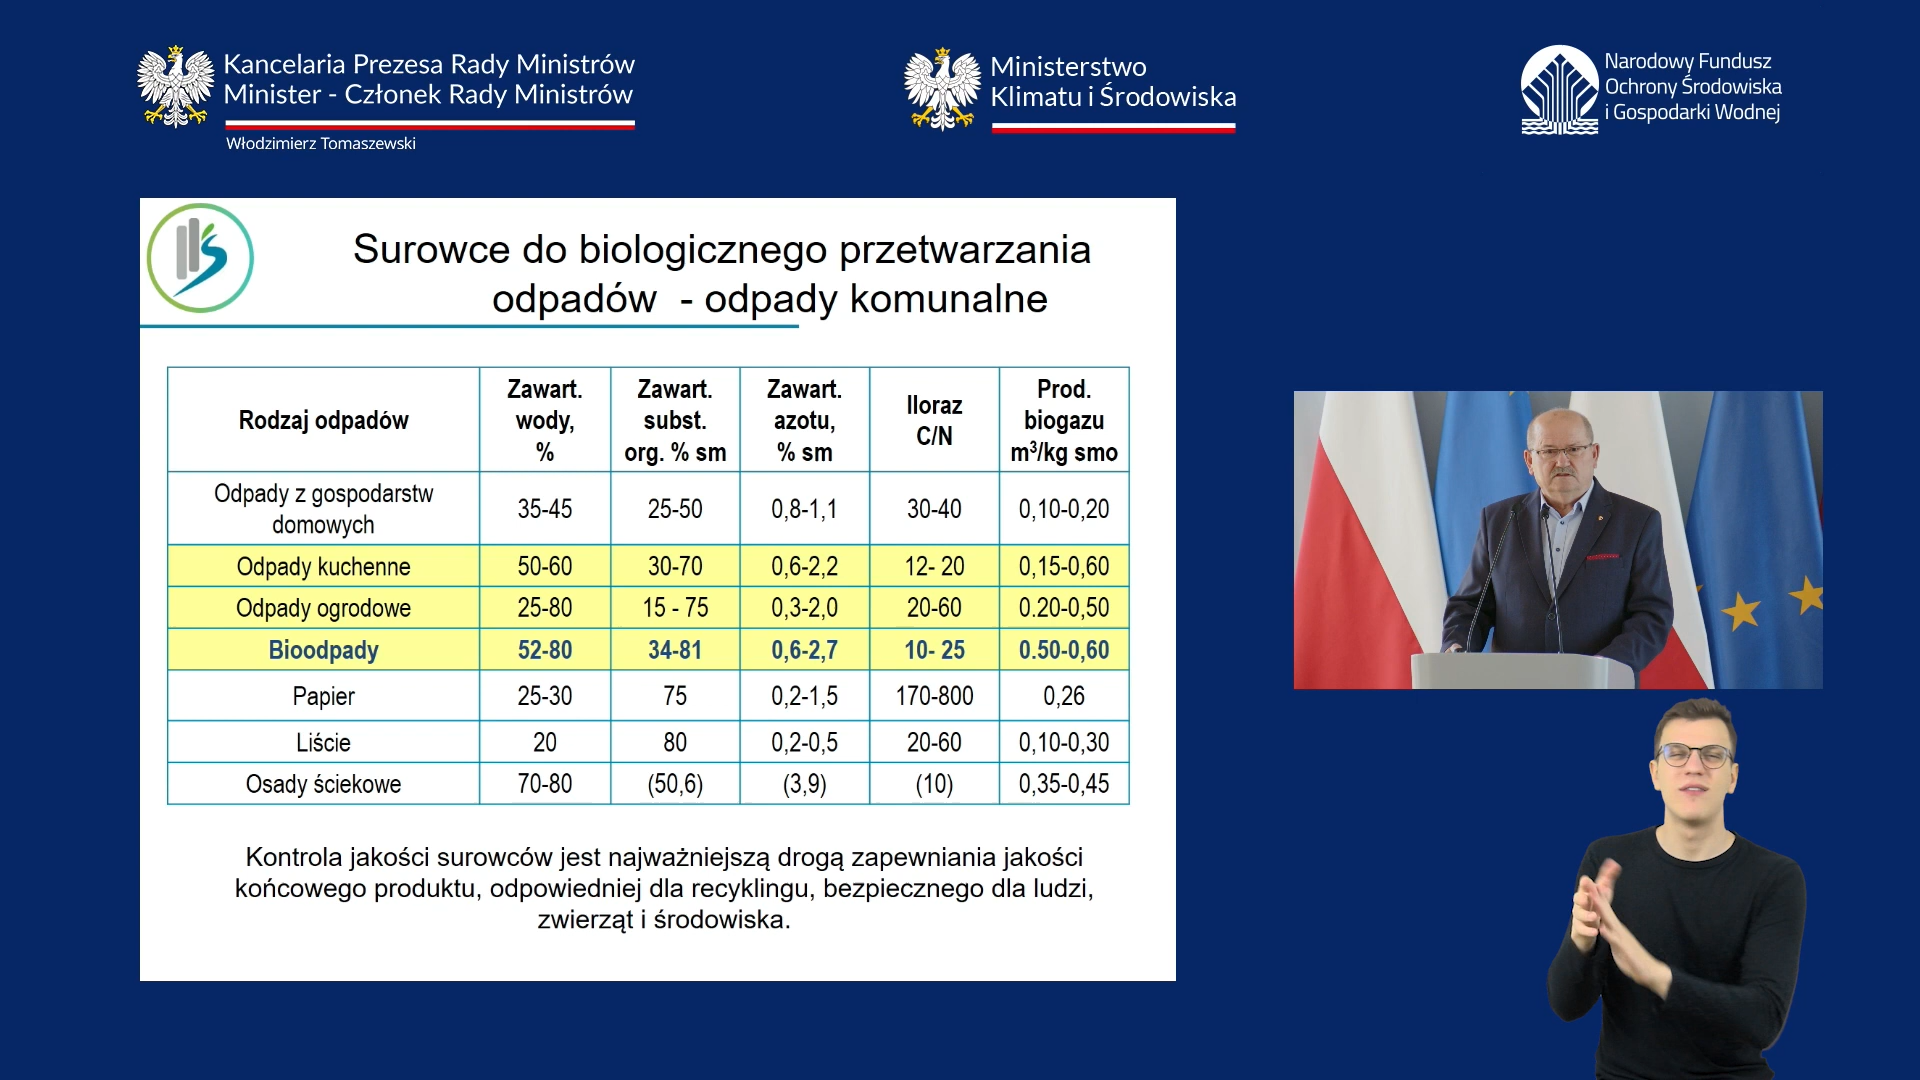 Kancelaria Prezesa Rady Ministrów
Minister - Członek Rady Ministrów
Włodzimierz Tomaszewski
Ministerstwo
Klimatu i Środowiska
Narodowy Fundusz
Ochrony Środowiska
i Gospodarki Wodnej
Surowce do biologicznego przetwarzania
odpadów - odpady komunalne
Rodzaj odpadów
Zawart.
wody,
%
Zawart.
subst.
org. % sm
Zawart.
azotu,
% sm
Iloraz
C/N
Prod.
biogazu
m³/kg smo
Odpady z gospodarstw
domowych
35-45
25-50
0,8-1,1
30-40
0,10-0,20
Odpady kuchenne 50-60 30-70 0,6-2,2 12- 20 0,15-0,60
Odpady ogrodowe 25-80 15 - 75 0,3-2,0 20-60 0.20-0,50
Bioodpady 52-80 34-81 0,6-2,7 10- 25 0.50-0,60
Papier 25-30 75 0,2-1,5 170-800 0,26
Liście 20 80 0,2-0,5 20-60 0,10-0,30
Osady ściekowe 70-80 (50,6) (3,9) (10) 0,35-0,45
Kontrola jakości surowców jest najważniejszą drogą zapewniania jakości
końcowego produktu, odpowiedniej dla recyklingu, bezpiecznego dla ludzi,
zwierząt i środowiska.